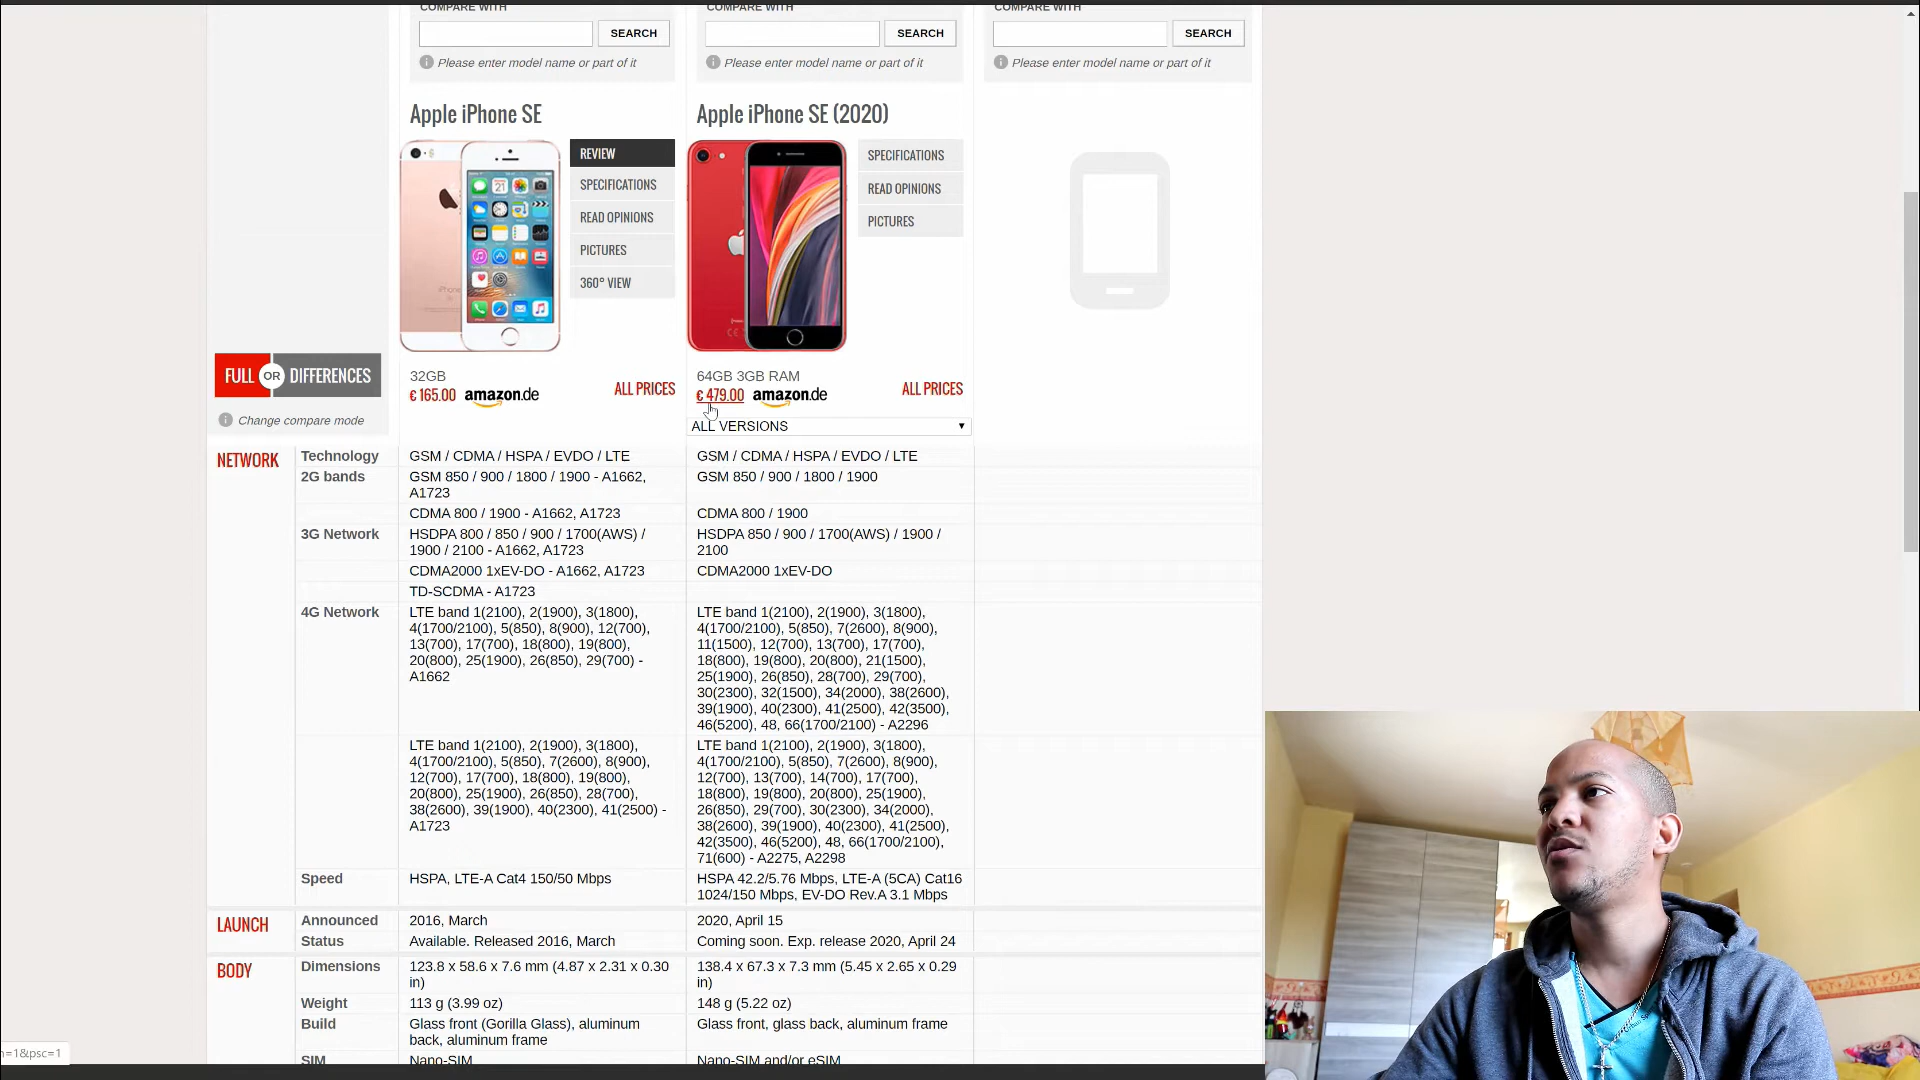 COMPARE WITH COMPARE WITH COMPARE WITH
SEARCH SEARCH SEARCH
Please enter model name or part of it Please enter model name or part of it Please enter model name or part of it
Apple iPhone SE Apple iPhone SE (2020)
REVIEW
SPECIFICATIONS
READ OPINIONS
PICTURES
360° VIEW
SPECIFICATIONS
READ OPINIONS
PICTURES
FULL OR DIFFERENCES
Change compare mode
32GB
€ 165.00 amazon.de ALL PRICES
64GB 3GB RAM
€ 479.00 amazon.de ALL PRICES
ALL VERSIONS
NETWORK Technology GSM / CDMA / HSPA / EVDO / LTE GSM / CDMA / HSPA / EVDO / LTE
2G bands GSM 850 / 900 / 1800 / 1900 - A1662, GSM 850 / 900 / 1800 / 1900
A1723
CDMA 800 / 1900 - A1662, A1723 CDMA 800 / 1900
3G Network HSDPA 800 / 850 / 900 / 1700(AWS) / HSDPA 850 / 900 / 1700(AWS) / 1900 /
1900 / 2100 - A1662, A1723 2100
CDMA2000 1xEV-DO - A1662, A1723 CDMA2000 1xEV-DO
TD-SCDMA - A1723
4G Network LTE band 1(2100), 2(1900), 3(1800), LTE band 1(2100), 2(1900), 3(1800),
4(1700/2100), 5(850), 8(900), 12(700), 4(1700/2100), 5(850), 7(2600), 8(900),
13(700), 17(700), 18(800), 19(800), 11(1500), 12(700), 13(700), 17(700),
20(800), 25(1900), 26(850), 29(700) - 18(800), 19(800), 20(800), 21(1500),
A1662 25(1900), 26(850), 28(700), 29(700),
30(2300), 32(1500), 34(2000), 38(2600),
39(1900), 40(2300), 41(2500), 42(3500),
46(5200), 48, 66(1700/2100) - A2296
LTE band 1(2100), 2(1900), 3(1800), LTE band 1(2100), 2(1900), 3(1800),
4(1700/2100), 5(850), 7(2600), 8(900), 4(1700/2100), 5(850), 7(2600), 8(900),
12(700), 17(700), 18(800), 19(800), 12(700), 13(700), 14(700), 17(700),
20(800), 25(1900), 26(850), 28(700), 18(800), 19(800), 20(800), 25(1900),
38(2600), 39(1900), 40(2300), 41(2500) - 26(850), 29(700), 30(2300), 34(2000),
A1723 38(2600), 39(1900), 40(2300), 41(2500),
42(3500), 46(5200), 48, 66(1700/2100),
71(600) - A2275, A2298
Speed HSPA, LTE-A Cat4 150/50 Mbps HSPA 42.2/5.76 Mbps, LTE-A (5CA) Cat16
1024/150 Mbps, EV-DO Rev.A 3.1 Mbps
LAUNCH Announced 2016, March 2020, April 15
Status Available. Released 2016, March Coming soon. Exp. release 2020, April 24
BODY Dimensions 123.8 x 58.6 x 7.6 mm (4.87 x 2.31 x 0.30 138.4 x 67.3 x 7.3 mm (5.45 x 2.65 x 0.29
in) in)
Weight 113 g (3.99 oz) 148 g (5.22 oz)
Build Glass front (Gorilla Glass), aluminum Glass front, glass back, aluminum frame
back, aluminum frame
SIM Nano-SIM Nano-SIM and/or eSIM
n=1&psc=1